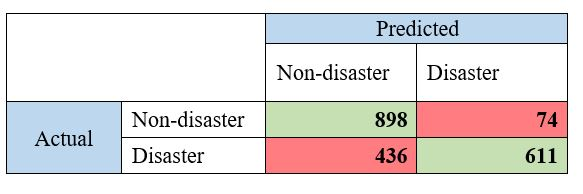 Predicted
Non-disaster Disaster
Actual Non-disaster 898 74
Disaster 436 611